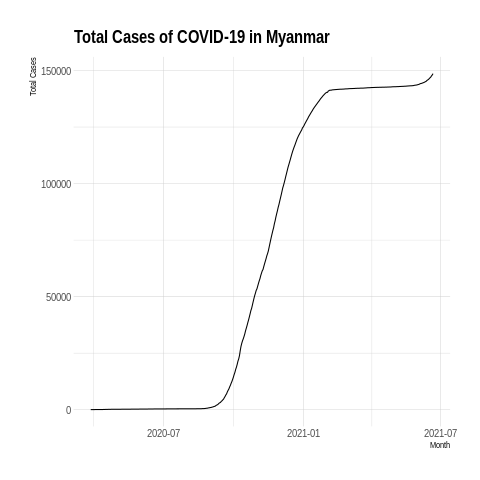 Total Cases of COVID-19 in Myanmar
Total Cases
150000
100000
50000
0
2020-07
2021-01
2021-07
Month